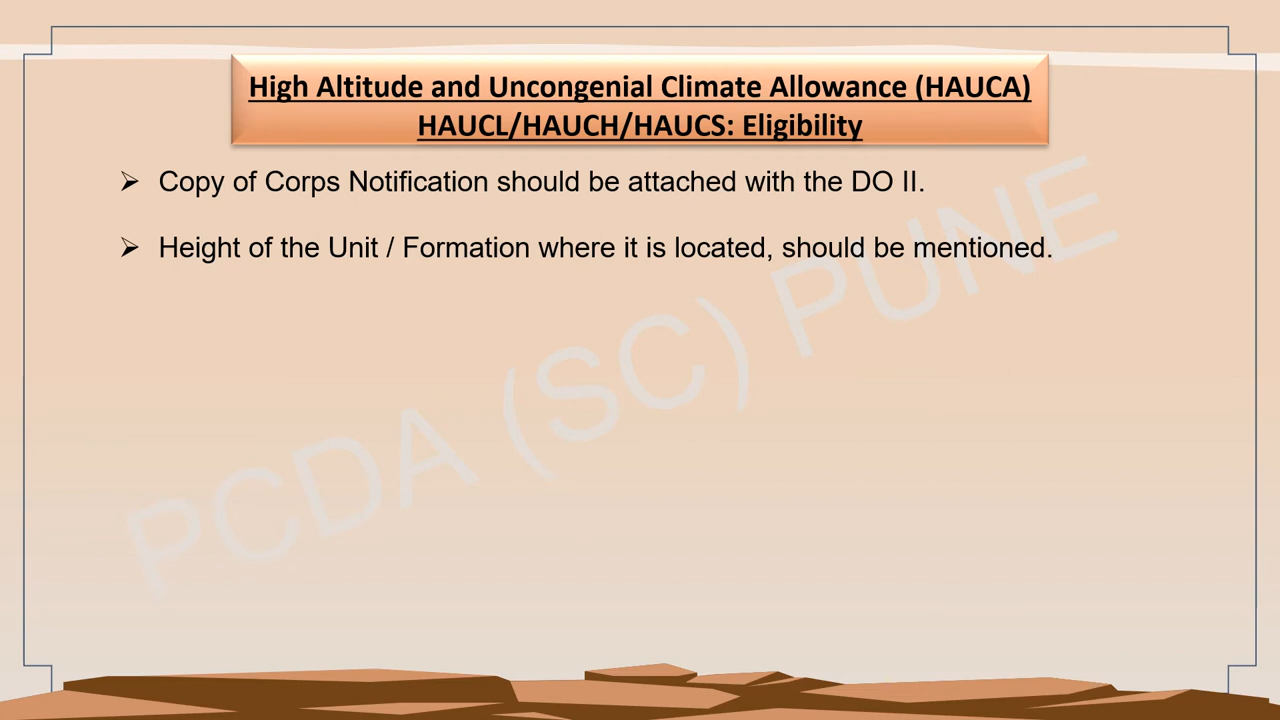 High Altitude and Uncongenial Climate Allowance (HAUCA)
HAUCL/HAUCH/HAUCS: Eligibility
➢ Copy of Corps Notification should be attached with the DO II.
➢ Height of the Unit / Formation where it is located, should be mentioned.
PCDA (SC) PUNE